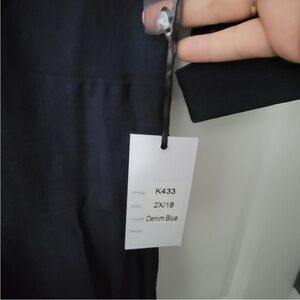 STYLE: K433
SIZE: 2X/18
COLOR: Denim Blue
PRICE: